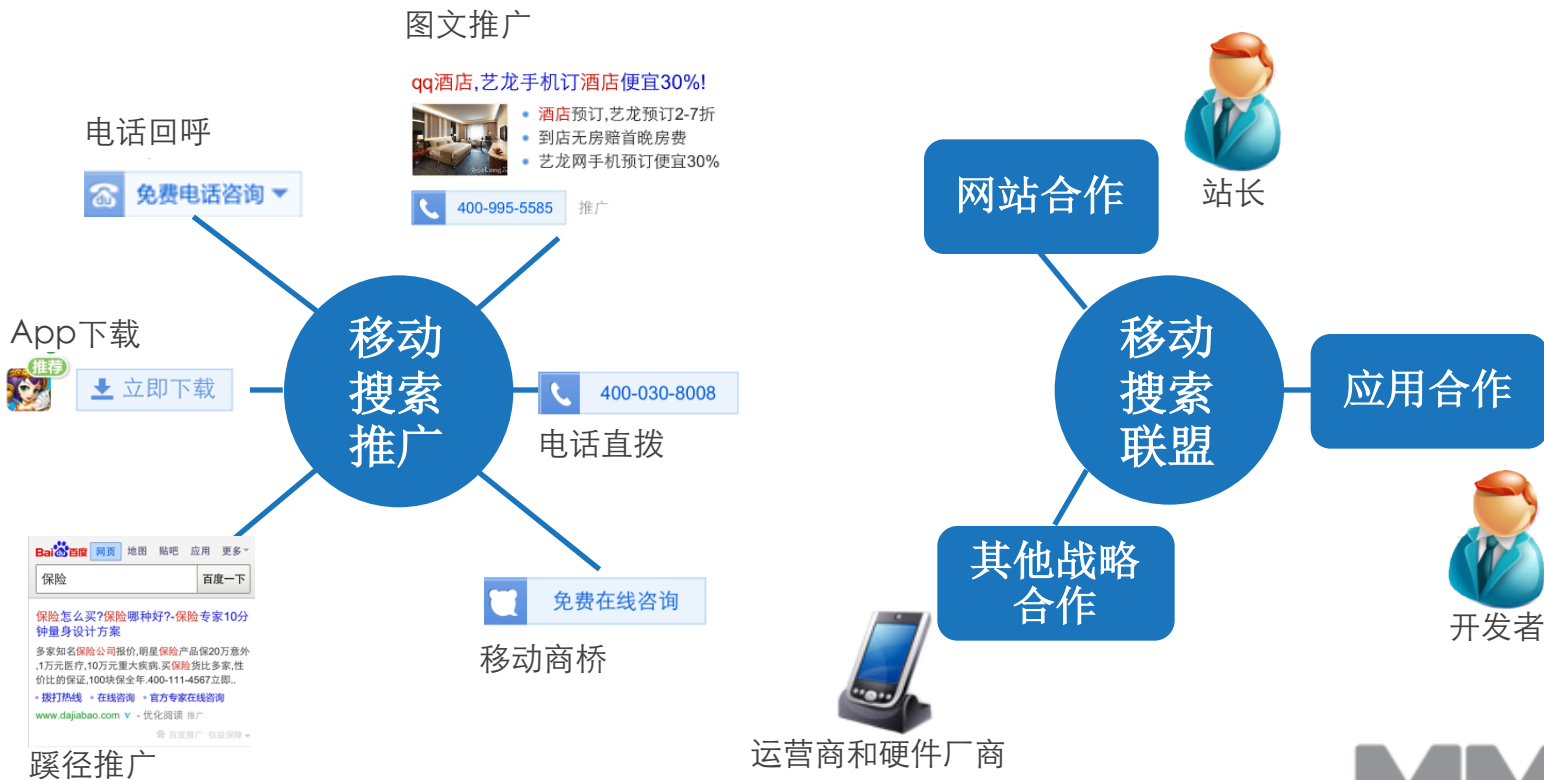 图文推广
qq酒店,艺龙手机订酒店便宜30%!
酒店预订,艺龙预订2-7折
到店无房赔首晚房费
艺龙网手机预订便宜30%
400-995-5585 推广
电话回呼
du
免费电话咨询
App下载
推荐
立即下载
移动
搜索
推广
400-030-8008
电话直拨
免费在线咨询
移动商桥
Bai百度 网页 地图 贴吧 应用 更多
保险 百度一下
保险怎么买?保险哪种好?-保险专家10分
钟量身设计方案
多家知名保险公司报价,明星保险产品保20万意外
,1万元医疗,10万元重大疾病.买保险货比多家,性
价比的保证,100块保全年.400-111-4567立即..
拨打热线 在线咨询 官方专家在线咨询
www.dajiabao.com v - 优化阅读 推广
百度推广 权益保障
蹊径推广
网站合作
站长
移动
搜索
联盟
应用合作
开发者
其他战略
合作
运营商和硬件厂商